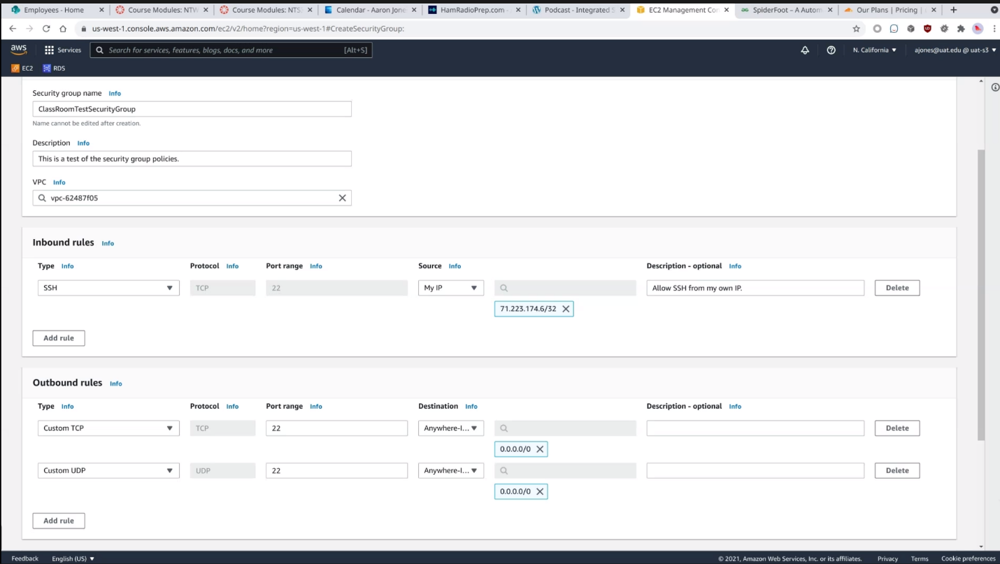 Employees - Home
Course Modules: NTW
Course Modules: NTS
Calendar - Aaron Jone
HamRadioPrep.com -
Podcast - Integrated S
EC2 Management Con
SpiderFoot – A Autom
Our Plans | Pricing |
us-west-1.console.aws.amazon.com/ec2/v2/home?region=us-west-1#CreateSecurityGroup:
aws
Services
Search for services, features, blogs, docs, and more
[Alt+S]
N. California
ajones@uat.edu @ uat-s3
EC2
RDS
Security group name Info
ClassRoomTestSecurityGroup
Name cannot be edited after creation.
Description Info
This is a test of the security group policies.
VPC Info
vpc-62487f05
Inbound rules Info
Type Info Protocol Info Port range Info Source Info Description - optional Info
SSH TCP 22 My IP Allow SSH from my own IP. Delete
71.223.174.6/32
Add rule
Outbound rules Info
Type Info Protocol Info Port range Info Destination Info Description - optional Info
Custom TCP TCP 22 Anywhere-I... Delete
0.0.0.0/0
Custom UDP UDP 22 Anywhere-I... Delete
0.0.0.0/0
Add rule
Feedback English (US) © 2021, Amazon Web Services, Inc. or its affiliates. Privacy Terms Cookie preferences